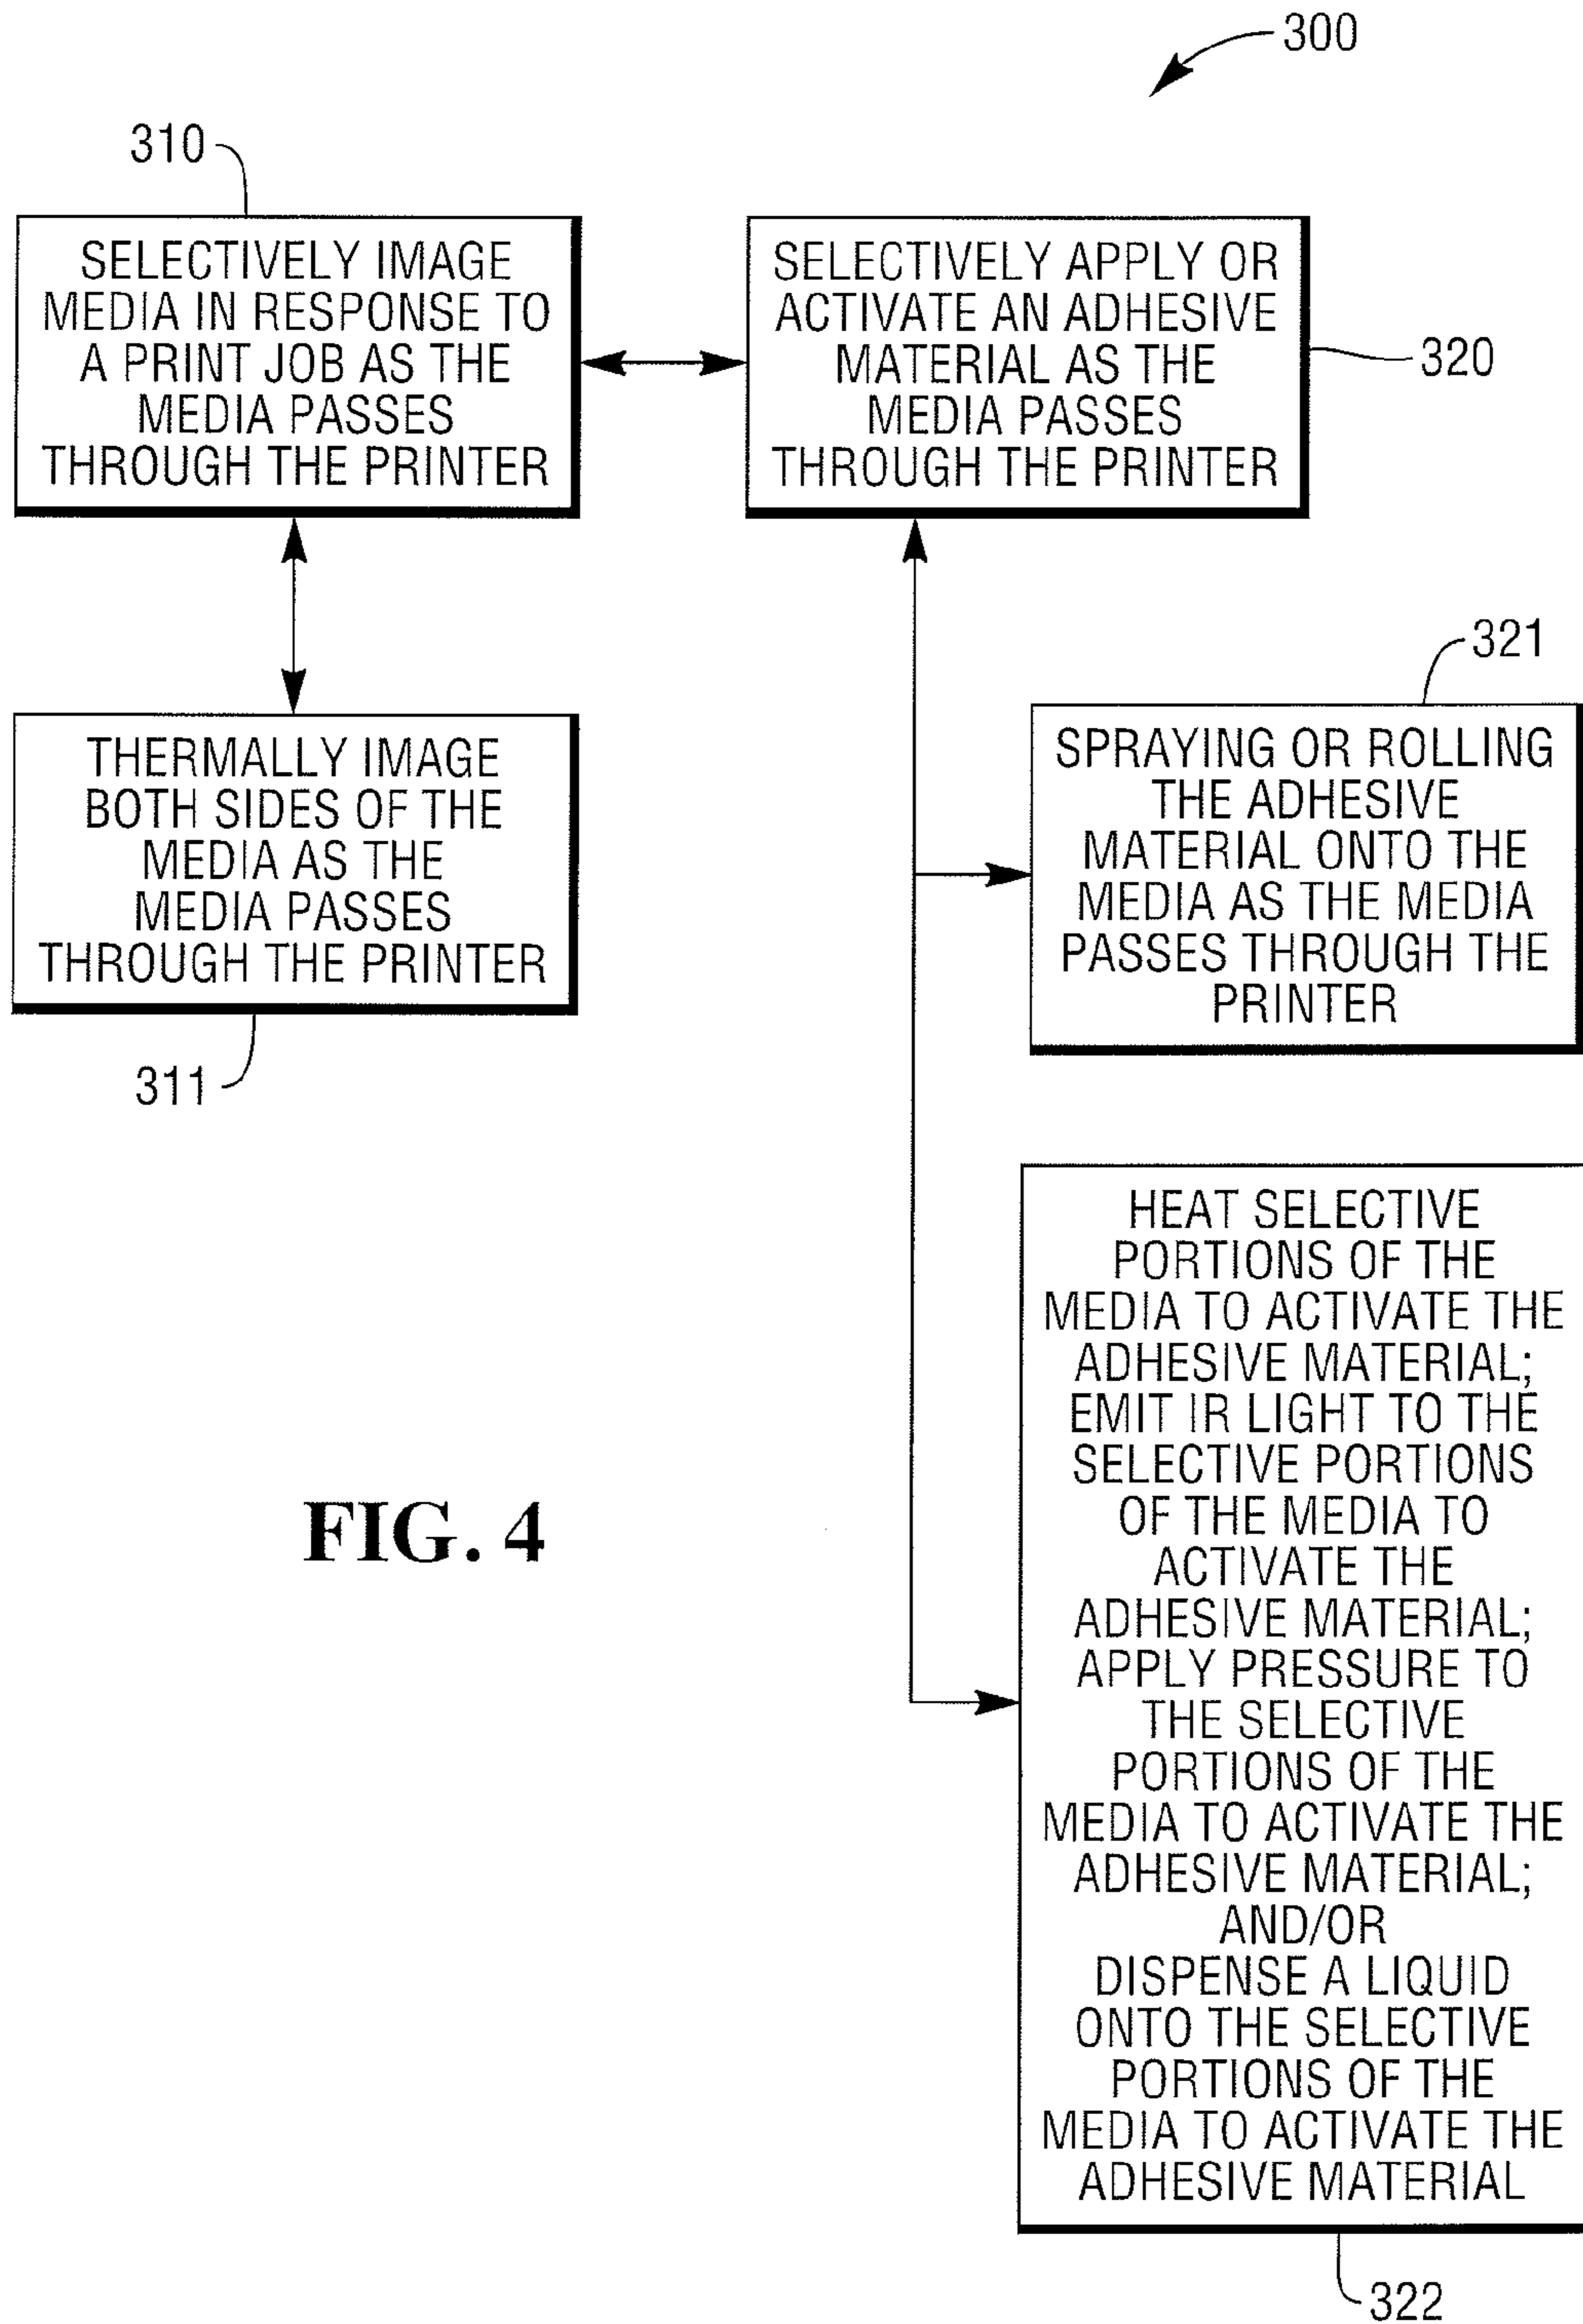 300
310
SELECTIVELY IMAGE
MEDIA IN RESPONSE TO
A PRINT JOB AS THE
MEDIA PASSES
THROUGH THE PRINTER
SELECTIVELY APPLY OR
ACTIVATE AN ADHESIVE
MATERIAL AS THE
MEDIA PASSES
THROUGH THE PRINTER
320
THERMALLY IMAGE
BOTH SIDES OF THE
MEDIA AS THE
MEDIA PASSES
THROUGH THE PRINTER
311
321
SPRAYING OR ROLLING
THE ADHESIVE
MATERIAL ONTO THE
MEDIA AS THE MEDIA
PASSES THROUGH THE
PRINTER
HEAT SELECTIVE
PORTIONS OF THE
MEDIA TO ACTIVATE THE
ADHESIVE MATERIAL;
EMIT IR LIGHT TO THE
SELECTIVE PORTIONS
OF THE MEDIA TO
ACTIVATE THE
ADHESIVE MATERIAL;
APPLY PRESSURE TO
THE SELECTIVE
PORTIONS OF THE
MEDIA TO ACTIVATE THE
ADHESIVE MATERIAL;
AND/OR
DISPENSE A LIQUID
ONTO THE SELECTIVE
PORTIONS OF THE
MEDIA TO ACTIVATE THE
ADHESIVE MATERIAL
322
FIG. 4